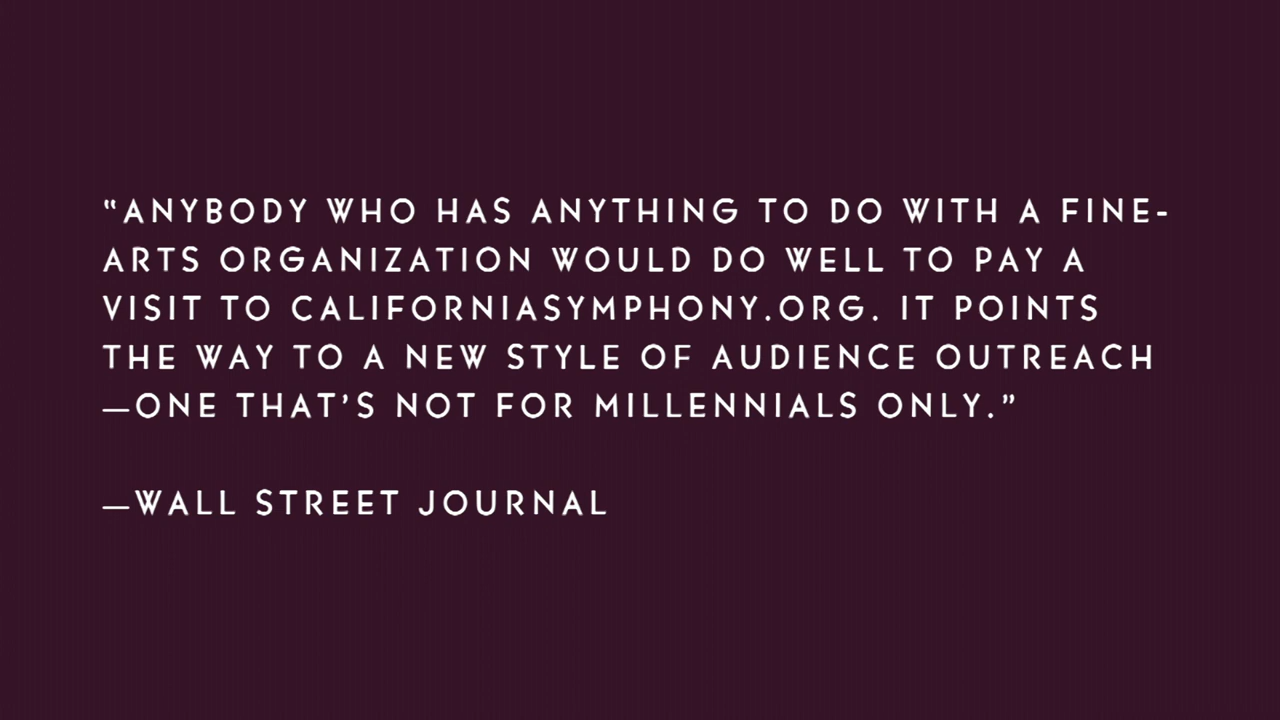 “ANYBODY WHO HAS ANYTHING TO DO WITH A FINE-
ARTS ORGANIZATION WOULD DO WELL TO PAY A
VISIT TO CALIFORNIASYMPHONY.ORG. IT POINTS
THE WAY TO A NEW STYLE OF AUDIENCE OUTREACH
—ONE THAT’S NOT FOR MILLENNIALS ONLY.”
—WALL STREET JOURNAL